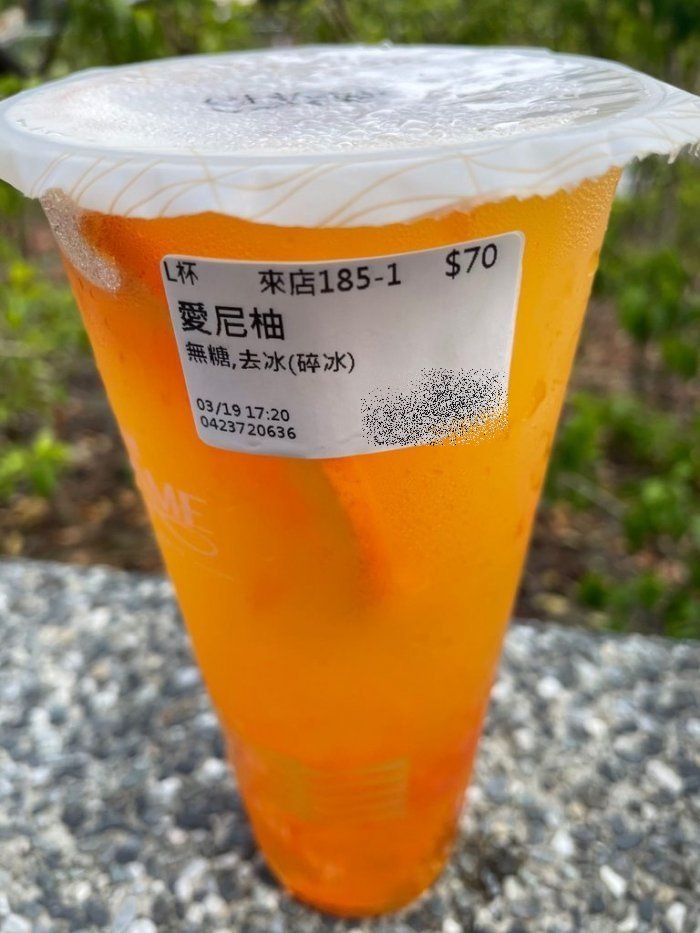 L杯 來店185-1 $70
愛尼柚
無糖,去冰(碎冰)
03/19 17:20
0423720636